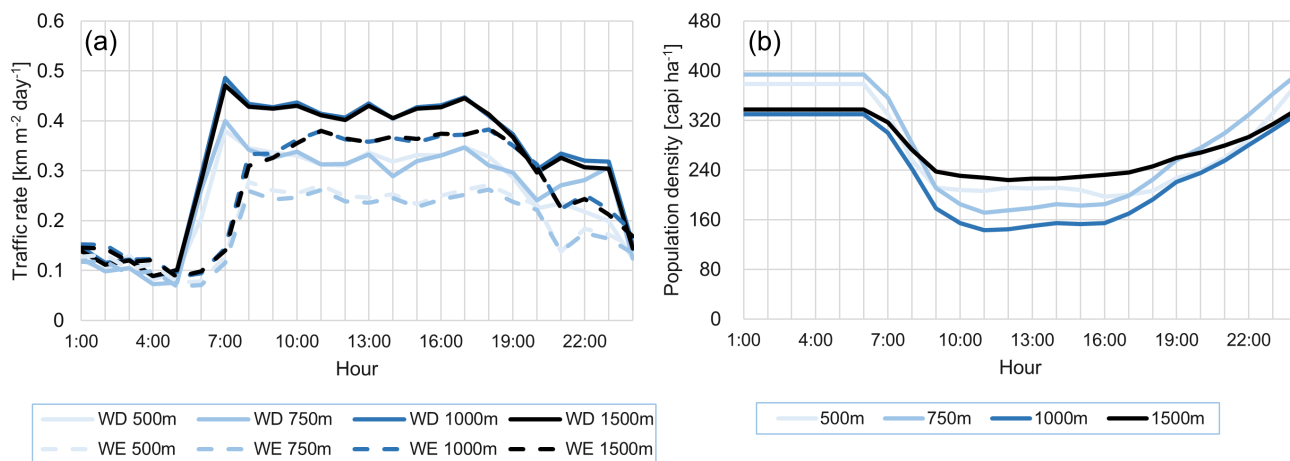 (a)
Traffic rate [km m⁻² day⁻¹]
0.6
0.5
0.4
0.3
0.2
0.1
0
1:00 4:00 7:00 10:00 13:00 16:00 19:00 22:00
Hour
WD 500m WD 750m WD 1000m WD 1500m
WE 500m WE 750m WE 1000m WE 1500m
(b)
Population density [capi ha⁻¹]
480
400
320
240
160
80
0
1:00 4:00 7:00 10:00 13:00 16:00 19:00 22:00
Hour
500m 750m 1000m 1500m